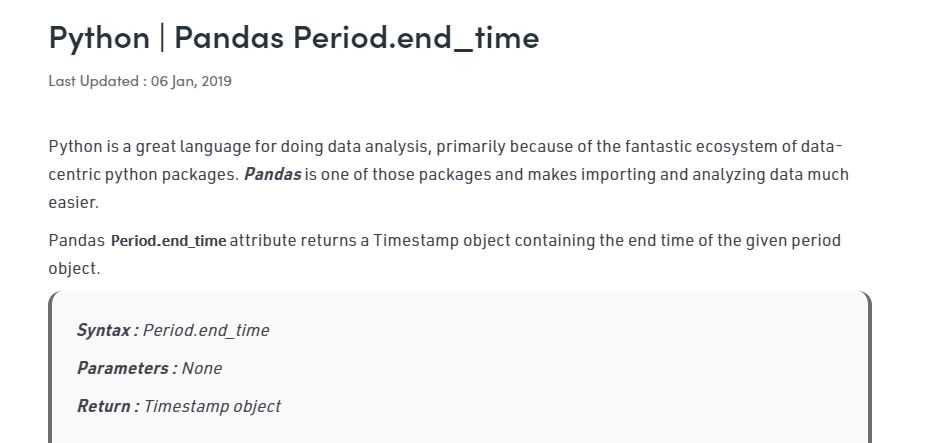 Python | Pandas Period.end_time
Last Updated : 06 Jan, 2019
Python is a great language for doing data analysis, primarily because of the fantastic ecosystem of data-
centric python packages. Pandas is one of those packages and makes importing and analyzing data much
easier.
Pandas Period.end_time attribute returns a Timestamp object containing the end time of the given period
object.
Syntax : Period.end_time
Parameters : None
Return : Timestamp object